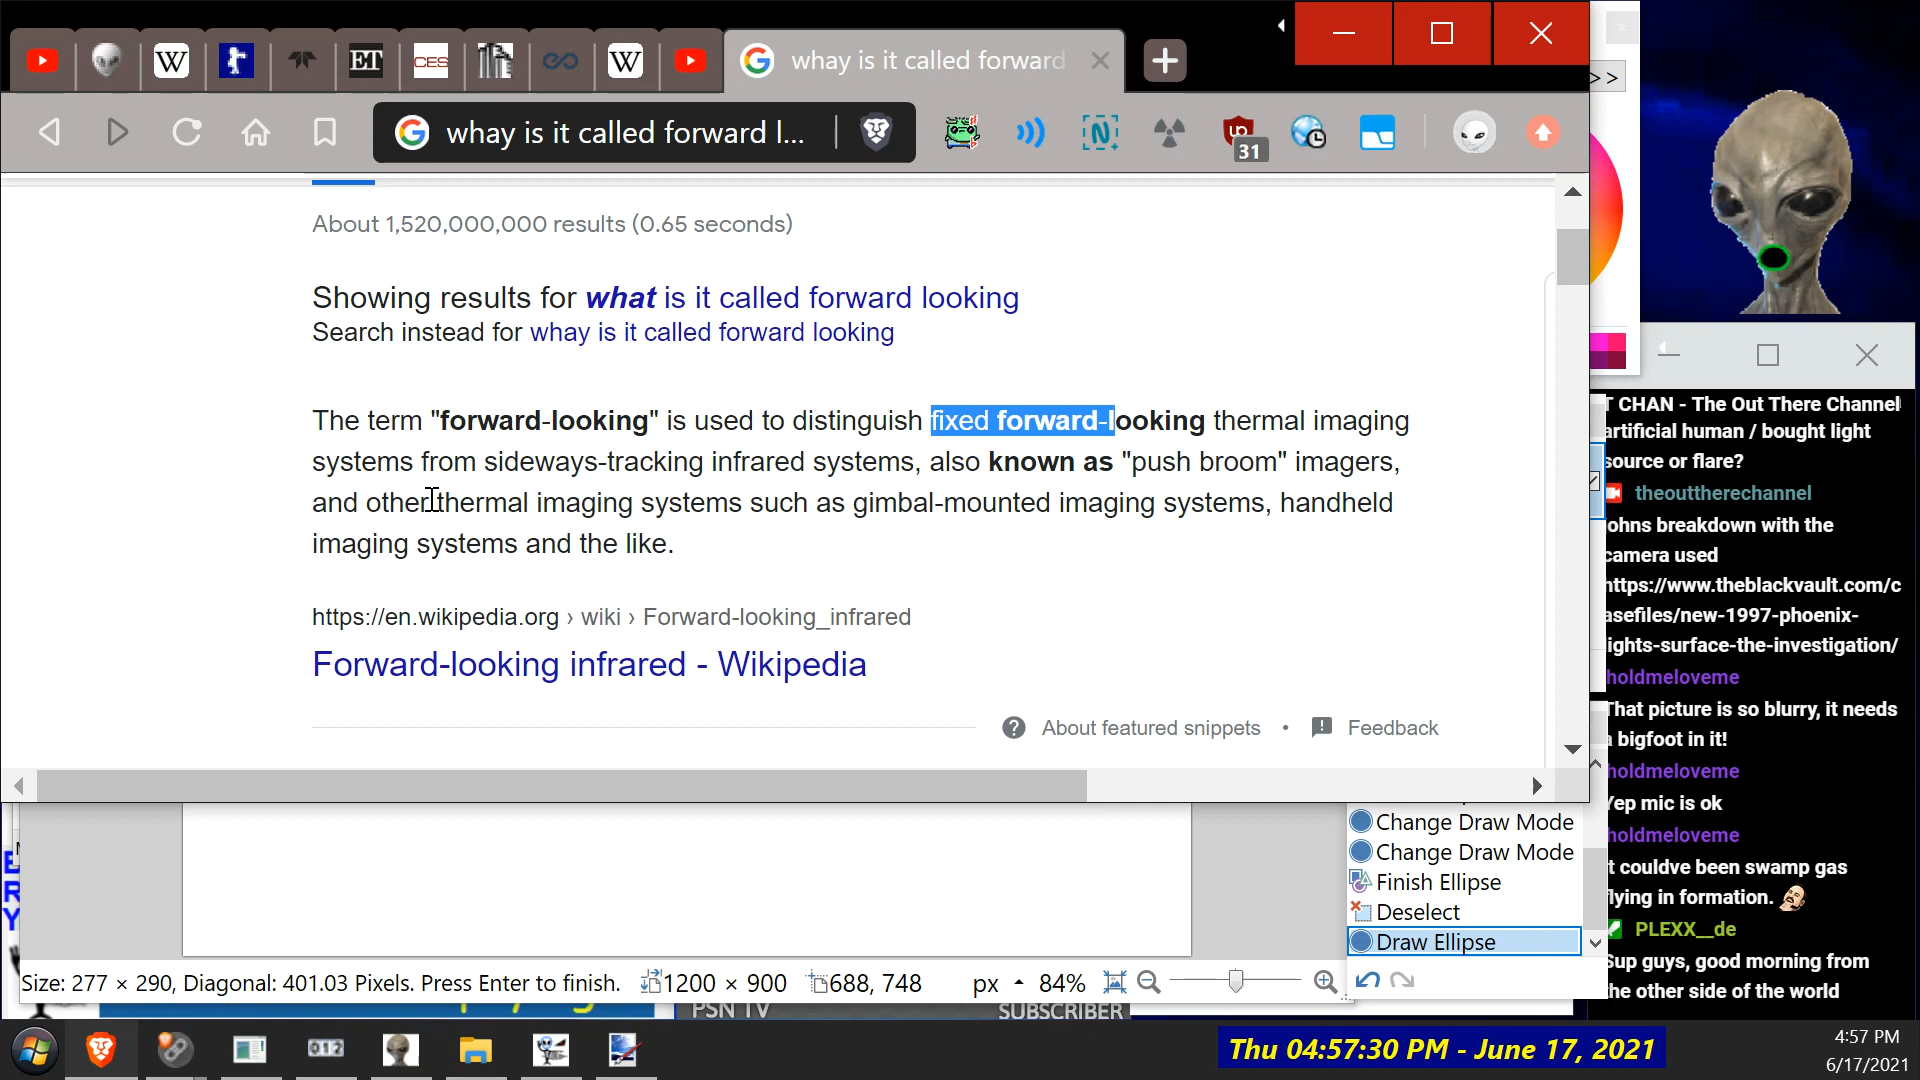 whay is it called forward
>>
whay is it called forward l...
31
About 1,520,000,000 results (0.65 seconds)
Showing results for what is it called forward looking
Search instead for whay is it called forward looking
The term "forward-looking" is used to distinguish fixed forward-looking thermal imaging
systems from sideways-tracking infrared systems, also known as "push broom" imagers,
and other thermal imaging systems such as gimbal-mounted imaging systems, handheld
imaging systems and the like.
https://en.wikipedia.org › wiki › Forward-looking_infrared
Forward-looking infrared - Wikipedia
About featured snippets • Feedback
T CHAN - The Out There Channel
artificial human / bought light
source or flare?
theouttherechannel
ohns breakdown with the
camera used
https://www.theblackvault.com/c
asefiles/new-1997-phoenix-
ights-surface-the-investigation/
holdmeloveme
That picture is so blurry, it needs
a bigfoot in it!
holdmeloveme
Yep mic is ok
holdmeloveme
t couldve been swamp gas
flying in formation.
PLEXX__de
Sup guys, good morning from
the other side of the world
Change Draw Mode
Change Draw Mode
Finish Ellipse
Deselect
Draw Ellipse
Size: 277 × 290, Diagonal: 401.03 Pixels. Press Enter to finish. 1200 × 900 688, 748 px 84%
PSN TV SUBSCRIBER
Thu 04:57:30 PM - June 17, 2021
4:57 PM
6/17/2021
W
ET
CES
W
012